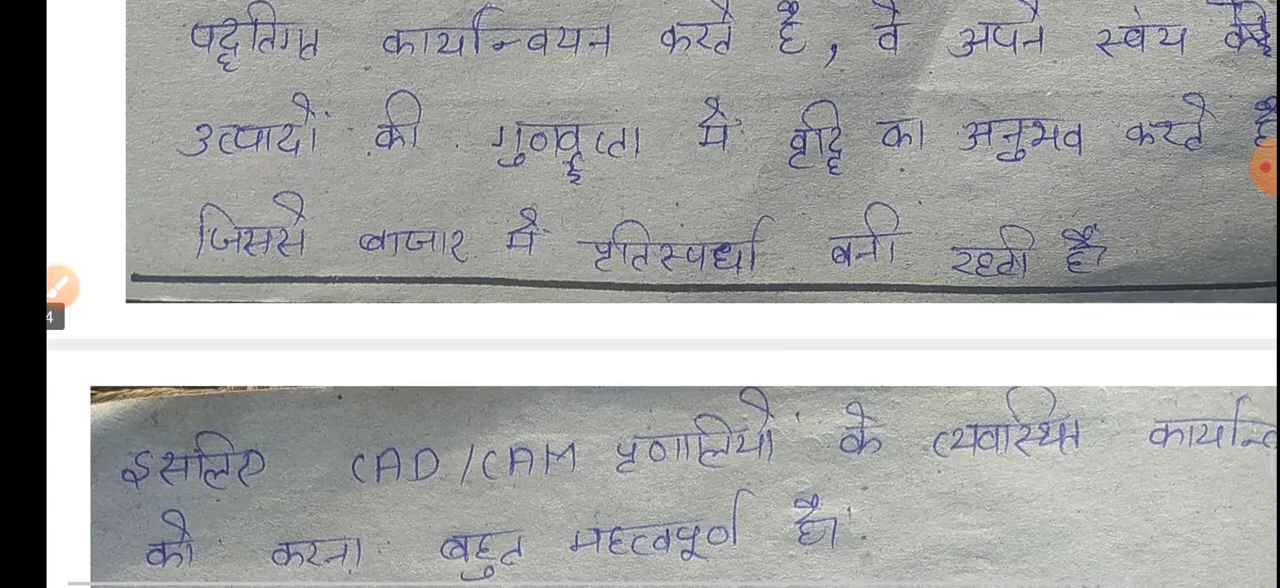 पद्धतिगत कार्यान्वयन करते है, वे अपने स्वंय की
उत्पादों की गुणवत्ता में वृद्धि का अनुभव करते है
जिससे बाजार में प्रतिस्पर्धा बनी रहती है।
4
इसलिए CAD/CAM प्रणालियों के व्यवस्थित
को करना बहुत महत्वपूर्ण है।